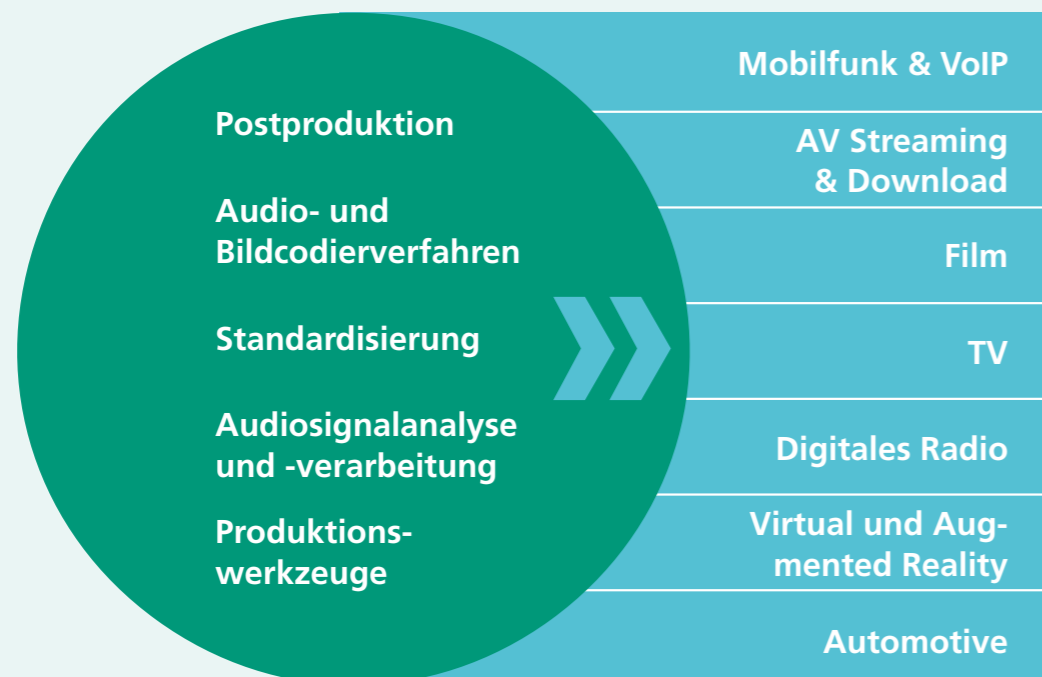 Postproduktion
Audio- und
Bildcodierverfahren
Standardisierung
Audiosignalanalyse
und -verarbeitung
Produktions-
werkzeuge
Mobilfunk & VoIP
AV Streaming
& Download
Film
TV
Digitales Radio
Virtual und Aug-
mented Reality
Automotive